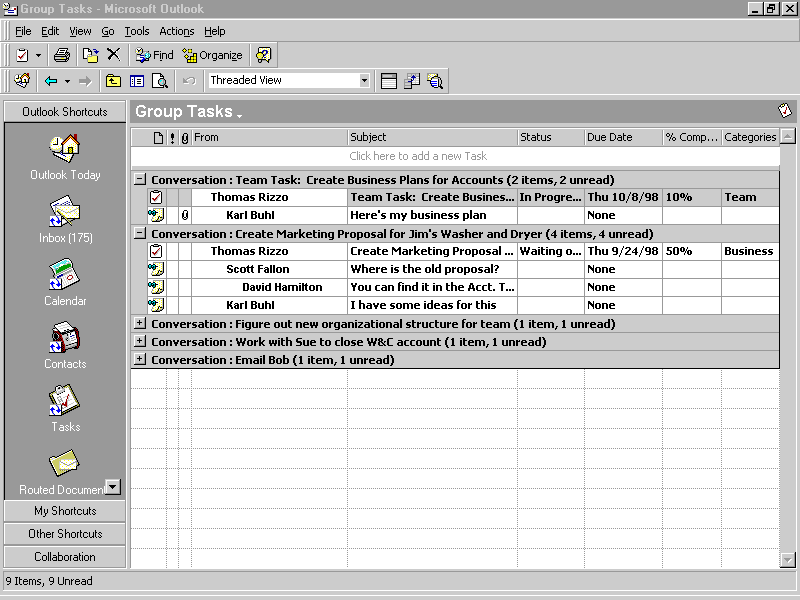 Group Tasks - Microsoft Outlook
File Edit View Go Tools Actions Help
Find Organize
Threaded View
Outlook Shortcuts
Group Tasks
From Subject Status Due Date % Comp... Categories
Click here to add a new Task
Conversation : Team Task: Create Business Plans for Accounts (2 items, 2 unread)
Thomas Rizzo Team Task: Create Busines... In Progre... Thu 10/8/98 10% Team
Karl Buhl Here's my business plan None
Conversation : Create Marketing Proposal for Jim's Washer and Dryer (4 items, 4 unread)
Thomas Rizzo Create Marketing Proposal ... Waiting o... Thu 9/24/98 50% Business
Scott Fallon Where is the old proposal? None
David Hamilton You can find it in the Acct. T... None
Karl Buhl I have some ideas for this None
Conversation : Figure out new organizational structure for team (1 item, 1 unread)
Conversation : Work with Sue to close W&C account (1 item, 1 unread)
Conversation : Email Bob (1 item, 1 unread)
Outlook Today
Inbox (175)
Calendar
Contacts
Tasks
Routed Documen
My Shortcuts
Other Shortcuts
Collaboration
9 Items, 9 Unread